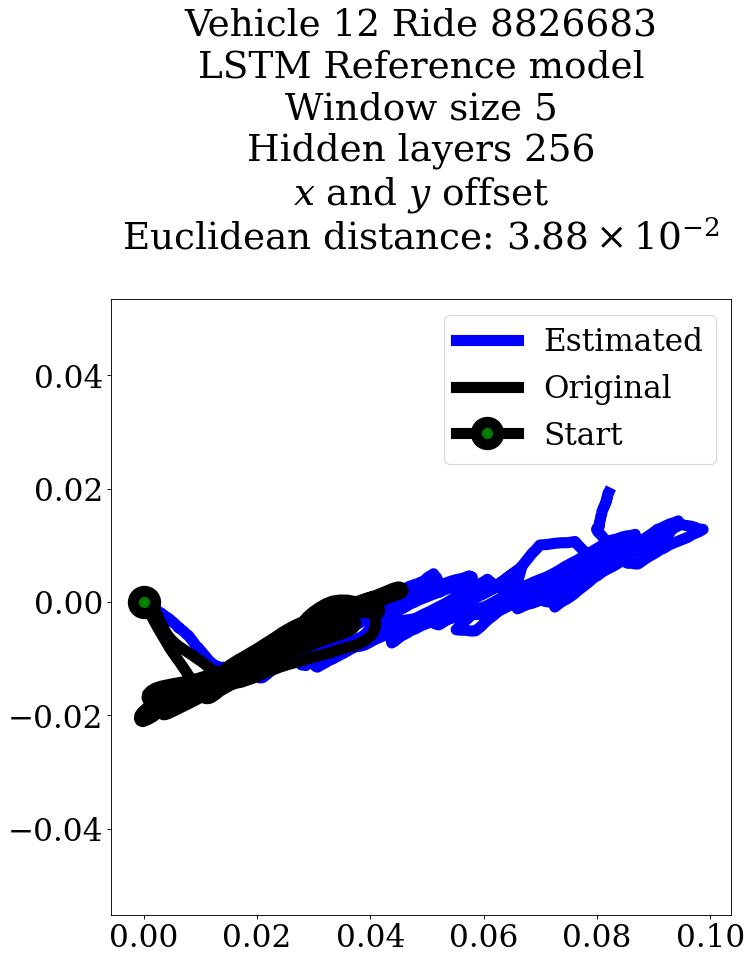 Vehicle 12 Ride 8826683
LSTM Reference model
Window size 5
Hidden layers 256
x and y offset
Euclidean distance: 3.88 × 10⁻²
Estimated
Original
Start
0.04
0.02
0.00
−0.02
−0.04
0.00 0.02 0.04 0.06 0.08 0.10